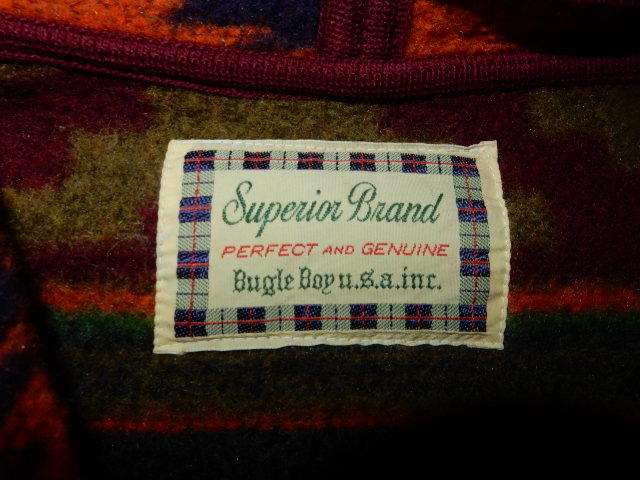 Superior Brand
PERFECT AND GENUINE
Bugle Boy u.s.a.inc.